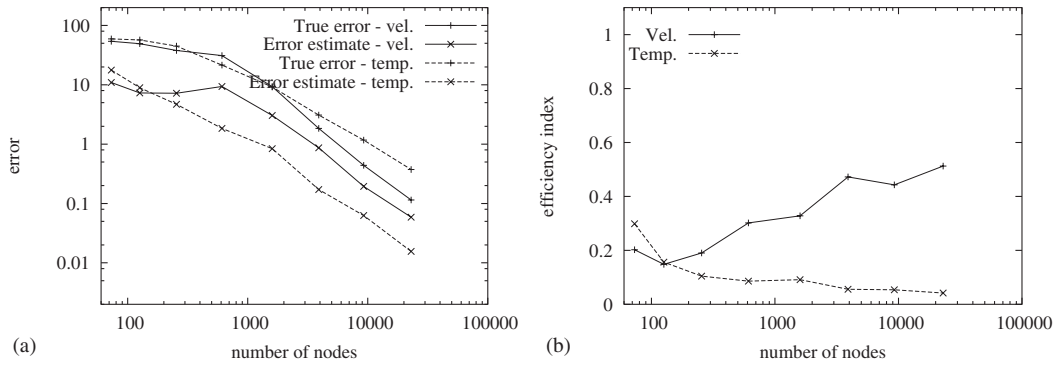 100
10
1
0.1
0.01
error
100
1000
10000
100000
number of nodes
True error - vel.
Error estimate - vel.
True error - temp.
Error estimate - temp.
(a)
1
0.8
0.6
0.4
0.2
0
efficiency index
100
1000
10000
100000
number of nodes
Vel.
Temp.
(b)